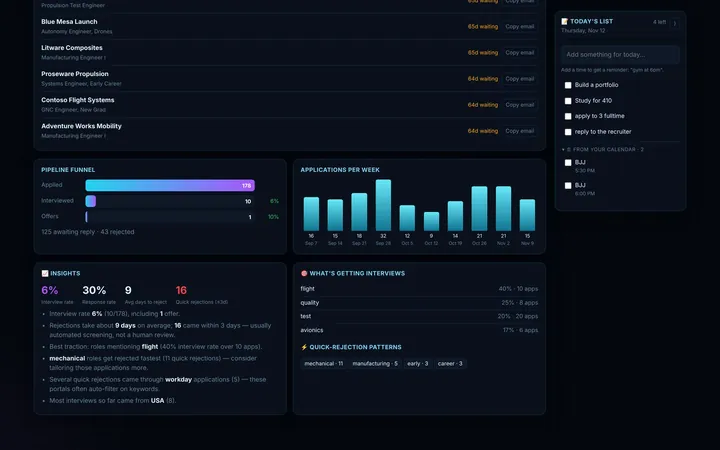 Propulsion Test Engineer
65d waiting
Copy email
Blue Mesa Launch
Autonomy Engineer, Drones
65d waiting
Copy email
Litware Composites
Manufacturing Engineer I
65d waiting
Copy email
Proseware Propulsion
Systems Engineer, Early Career
64d waiting
Copy email
Contoso Flight Systems
GNC Engineer, New Grad
64d waiting
Copy email
Adventure Works Mobility
Manufacturing Engineer I
64d waiting
Copy email
PIPELINE FUNNEL
Applied 178
Interviewed 10 6%
Offers 1 10%
125 awaiting reply · 43 rejected
APPLICATIONS PER WEEK
16 15 18 32 12 9 14 21 21 15
Sep 7 Sep 14 Sep 21 Sep 28 Oct 5 Oct 12 Oct 19 Oct 26 Nov 2 Nov 9
INSIGHTS
6% 30% 9 16
Interview rate Response rate Avg days to reject Quick rejections (≤3d)
• Interview rate 6% (10/178), including 1 offer.
• Rejections take about 9 days on average, 16 came within 3 days — usually
automated screening, not a human review.
• Best traction: roles mentioning flight (40% interview rate over 10 apps).
• mechanical roles get rejected fastest (11 quick rejections) — consider
tailoring those applications more.
• Several quick rejections came through workday applications (5) — these
portals often auto-filter on keywords.
• Most interviews so far came from USA (8).
WHAT'S GETTING INTERVIEWS
flight 40% · 10 apps
quality 25% · 8 apps
test 20% · 20 apps
avionics 17% · 6 apps
QUICK-REJECTION PATTERNS
mechanical · 11 manufacturing · 5 early · 3 career · 3
TODAY'S LIST 4 left
Thursday, Nov 12
Add something for today...
Add a time to get a reminder: "gym at 6pm".
Build a portfolio
Study for 410
apply to 3 fulltime
reply to the recruiter
FROM YOUR CALENDAR · 2
BJJ
5:30 PM
BJJ
6:00 PM